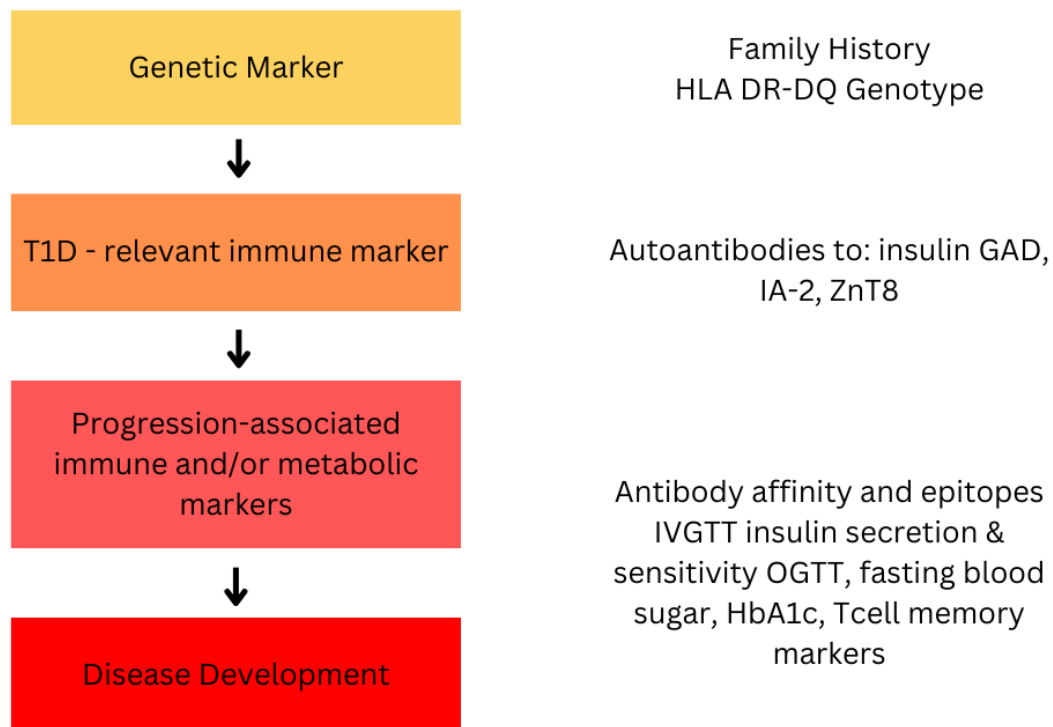 Genetic Marker
Family History
HLA DR-DQ Genotype
T1D - relevant immune marker
Autoantibodies to: insulin GAD,
IA-2, ZnT8
Progression-associated
immune and/or metabolic
markers
Antibody affinity and epitopes
IVGTT insulin secretion &
sensitivity OGTT, fasting blood
sugar, HbA1c, Tcell memory
markers
Disease Development